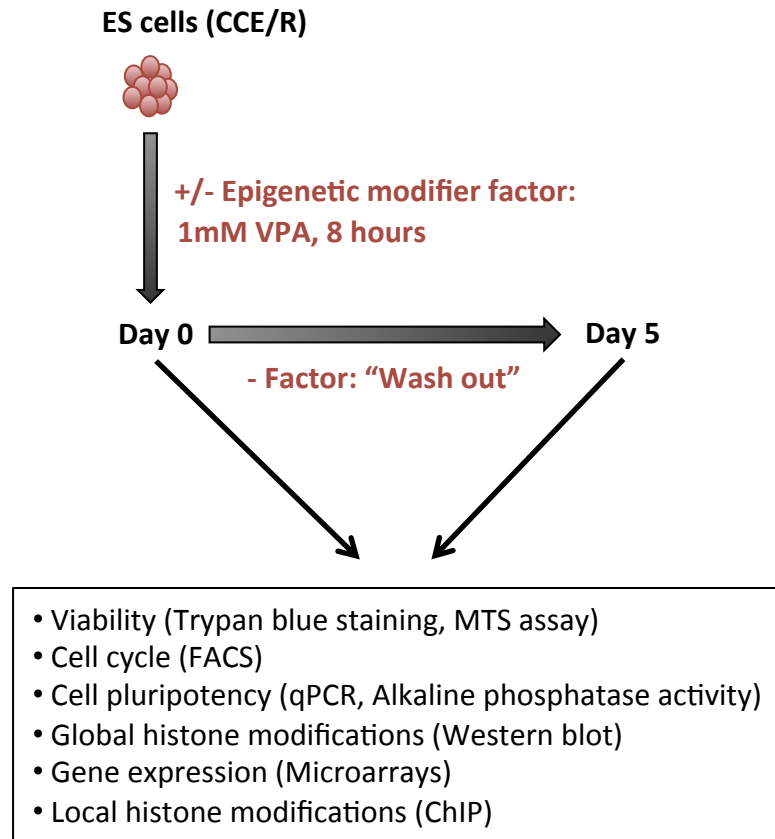 ES cells (CCE/R)
+/- Epigenetic modifier factor:
1mM VPA, 8 hours
Day 0
Day 5
- Factor: “Wash out”
• Viability (Trypan blue staining, MTS assay)
• Cell cycle (FACS)
• Cell pluripotency (qPCR, Alkaline phosphatase activity)
• Global histone modifications (Western blot)
• Gene expression (Microarrays)
• Local histone modifications (ChIP)